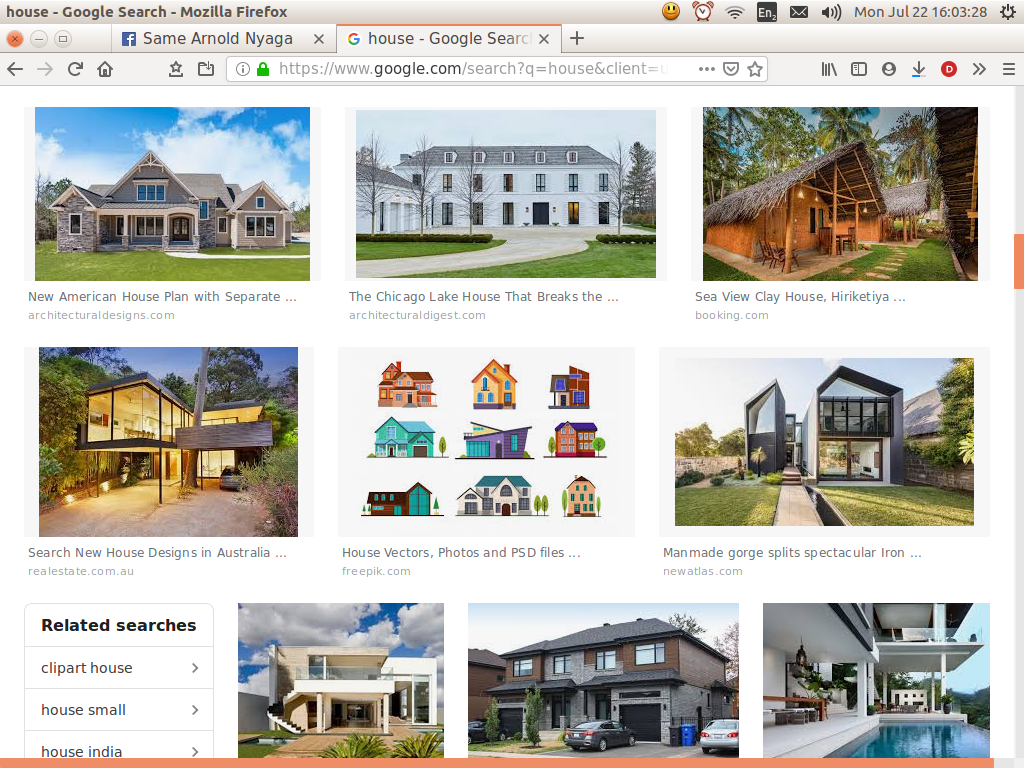 house - Google Search - Mozilla Firefox
En2
Mon Jul 22 16:03:28
Same Arnold Nyaga
house - Google Searc
https://www.google.com/search?q=house&client=u
D
New American House Plan with Separate ...
architecturaldesigns.com
The Chicago Lake House That Breaks the ...
architecturaldigest.com
Sea View Clay House, Hiriketiya ...
booking.com
Search New House Designs in Australia ...
realestate.com.au
House Vectors, Photos and PSD files ...
freepik.com
Manmade gorge splits spectacular Iron ...
newatlas.com
Related searches
clipart house
house small
house india